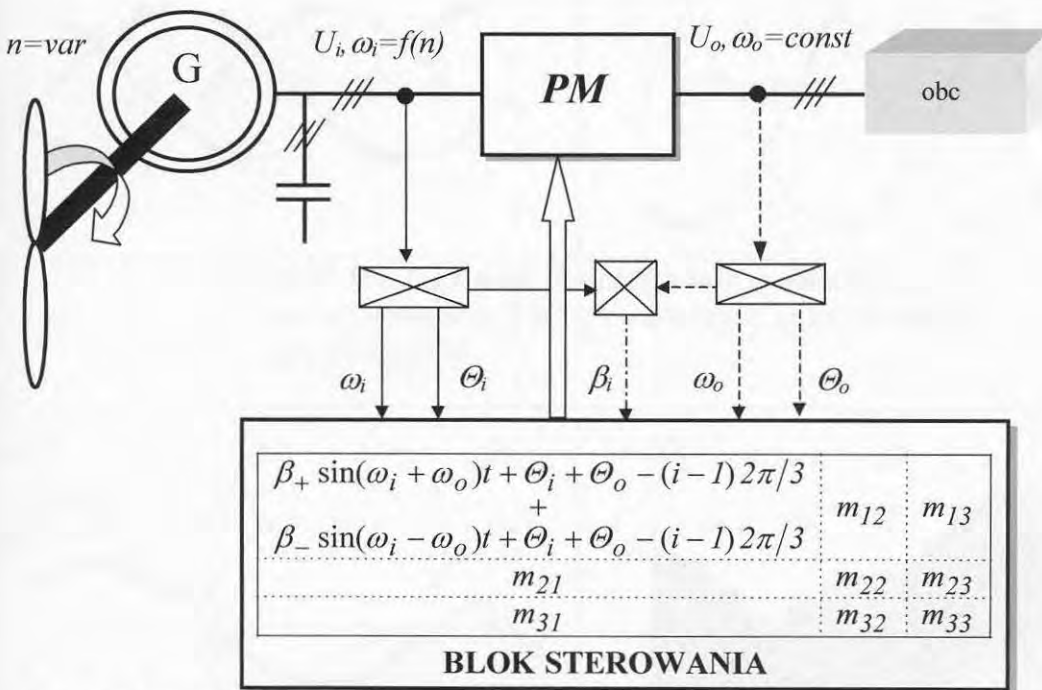 n=var
G
U_i, ω_i=f(n)
PM
U_o, ω_o=const
obc
ω_i
Θ_i
β_i
ω_o
Θ_o
β_+ sin(ω_i + ω_o)t + Θ_i + Θ_o − (i−1) 2π/3
+
β_− sin(ω_i − ω_o)t + Θ_i + Θ_o − (i−1) 2π/3
m_12
m_13
m_21
m_22
m_23
m_31
m_32
m_33
BLOK STEROWANIA